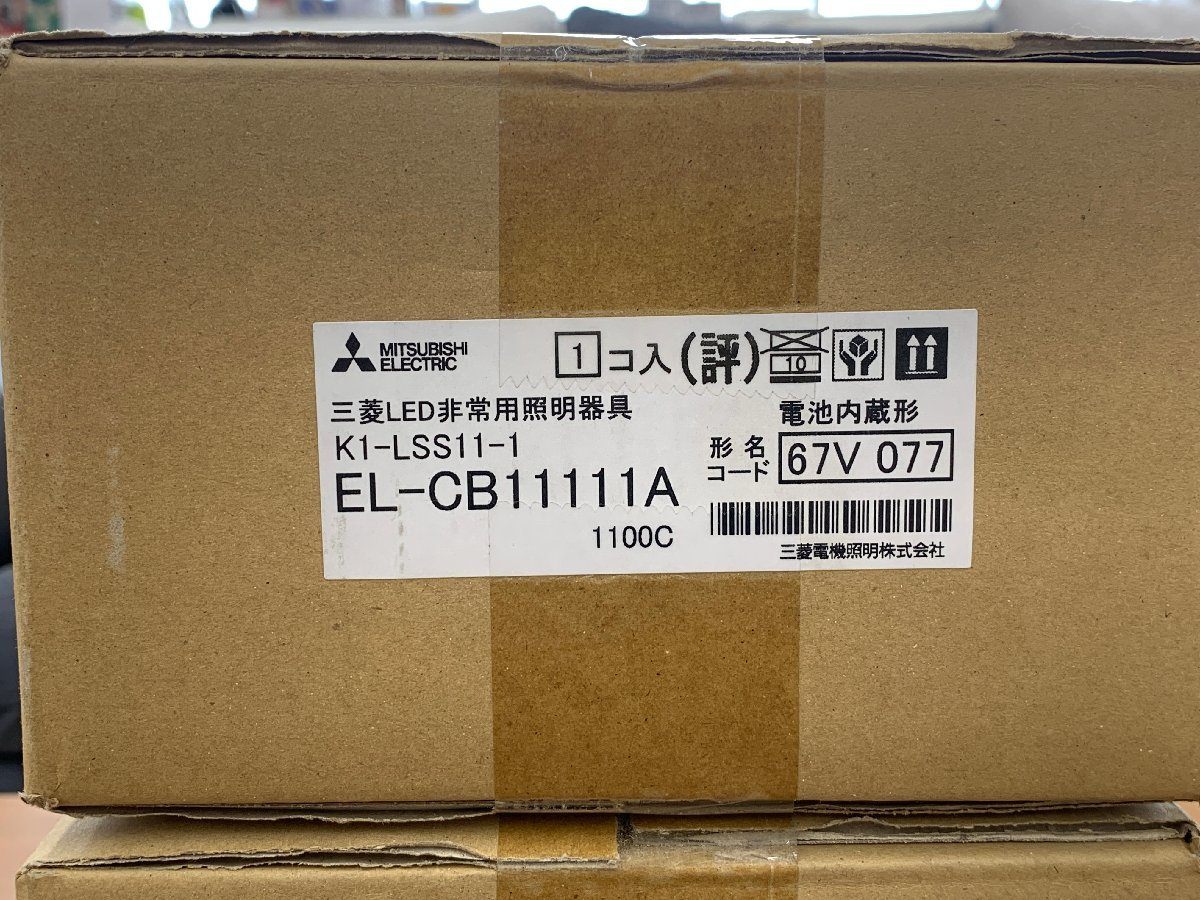 MITSUBISHI
ELECTRIC
1 コ入 (評) 10
三菱LED非常用照明器具
電池内蔵形
K1-LSS11-1
形名
コード
67V 077
EL-CB11111A
1100C
三菱電機照明株式会社